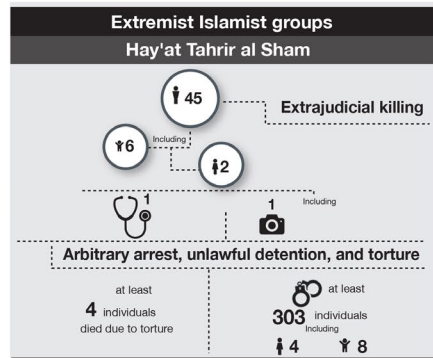 Extremist Islamist groups
Hay'at Tahrir al Sham
45
Extrajudicial killing
Including
6
2
Including
1
1
Arbitrary arrest, unlawful detention, and torture
at least
4 individuals
died due to torture
at least
303 individuals
Including
4 8